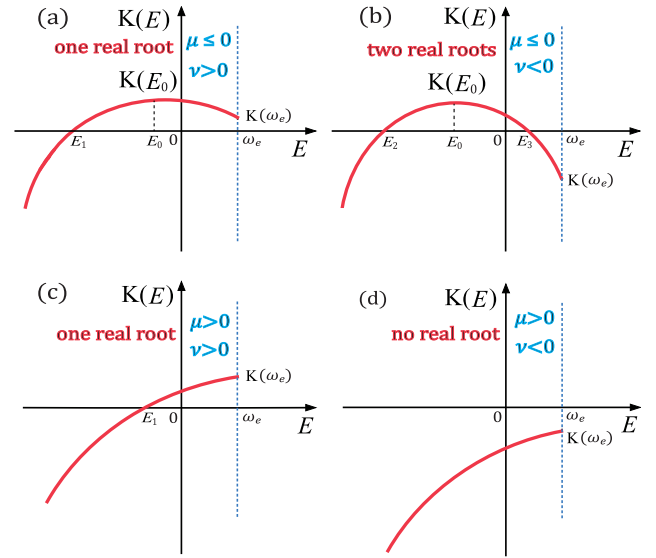 (a)
K(E)
one real root
μ ≤ 0
ν>0
K(E₀)
K(ωₑ)
E₁
E₀
0
ωₑ
E
(b)
K(E)
two real roots
μ ≤ 0
ν<0
K(E₀)
E₂
E₀
0
E₃
ωₑ
E
K(ωₑ)
(c)
K(E)
one real root
μ>0
ν>0
K(ωₑ)
E₁
0
ωₑ
E
(d)
K(E)
no real root
μ>0
ν<0
0
ωₑ
E
K(ωₑ)